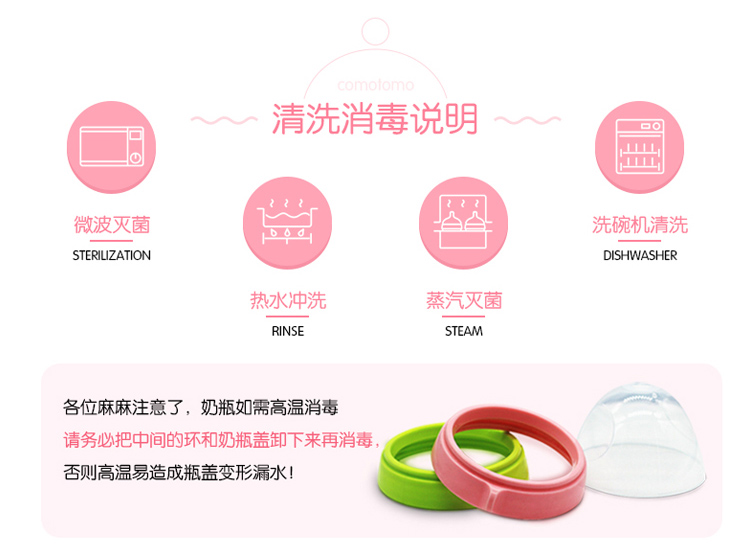 comotomo
清洗消毒说明
微波灭菌
STERILIZATION
热水冲洗
RINSE
蒸汽灭菌
STEAM
洗碗机清洗
DISHWASHER
各位麻麻注意了，奶瓶如需高温消毒
请务必把中间的环和奶瓶盖卸下来再消毒，
否则高温易造成瓶盖变形漏水！